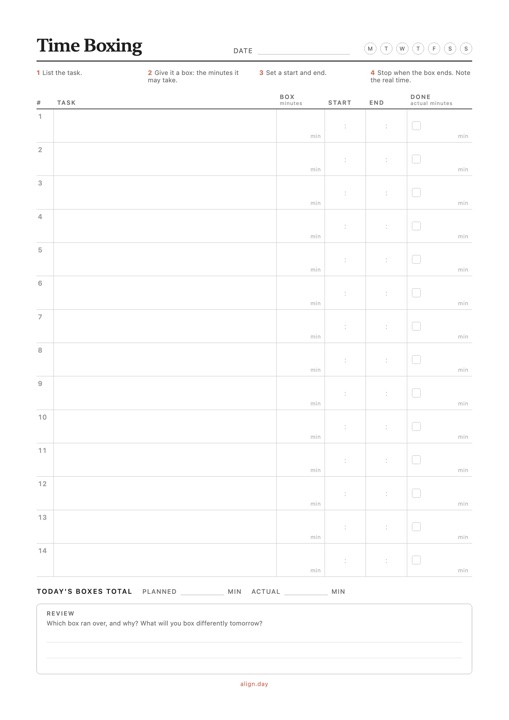 Time Boxing
DATE
M T W T F S S
1 List the task.
2 Give it a box: the minutes it may take.
3 Set a start and end.
4 Stop when the box ends. Note the real time.
# TASK BOX minutes START END DONE actual minutes
1 min : : min
2 min : : min
3 min : : min
4 min : : min
5 min : : min
6 min : : min
7 min : : min
8 min : : min
9 min : : min
10 min : : min
11 min : : min
12 min : : min
13 min : : min
14 min : : min
TODAY'S BOXES TOTAL PLANNED MIN ACTUAL MIN
REVIEW
Which box ran over, and why? What will you box differently tomorrow?
align.day